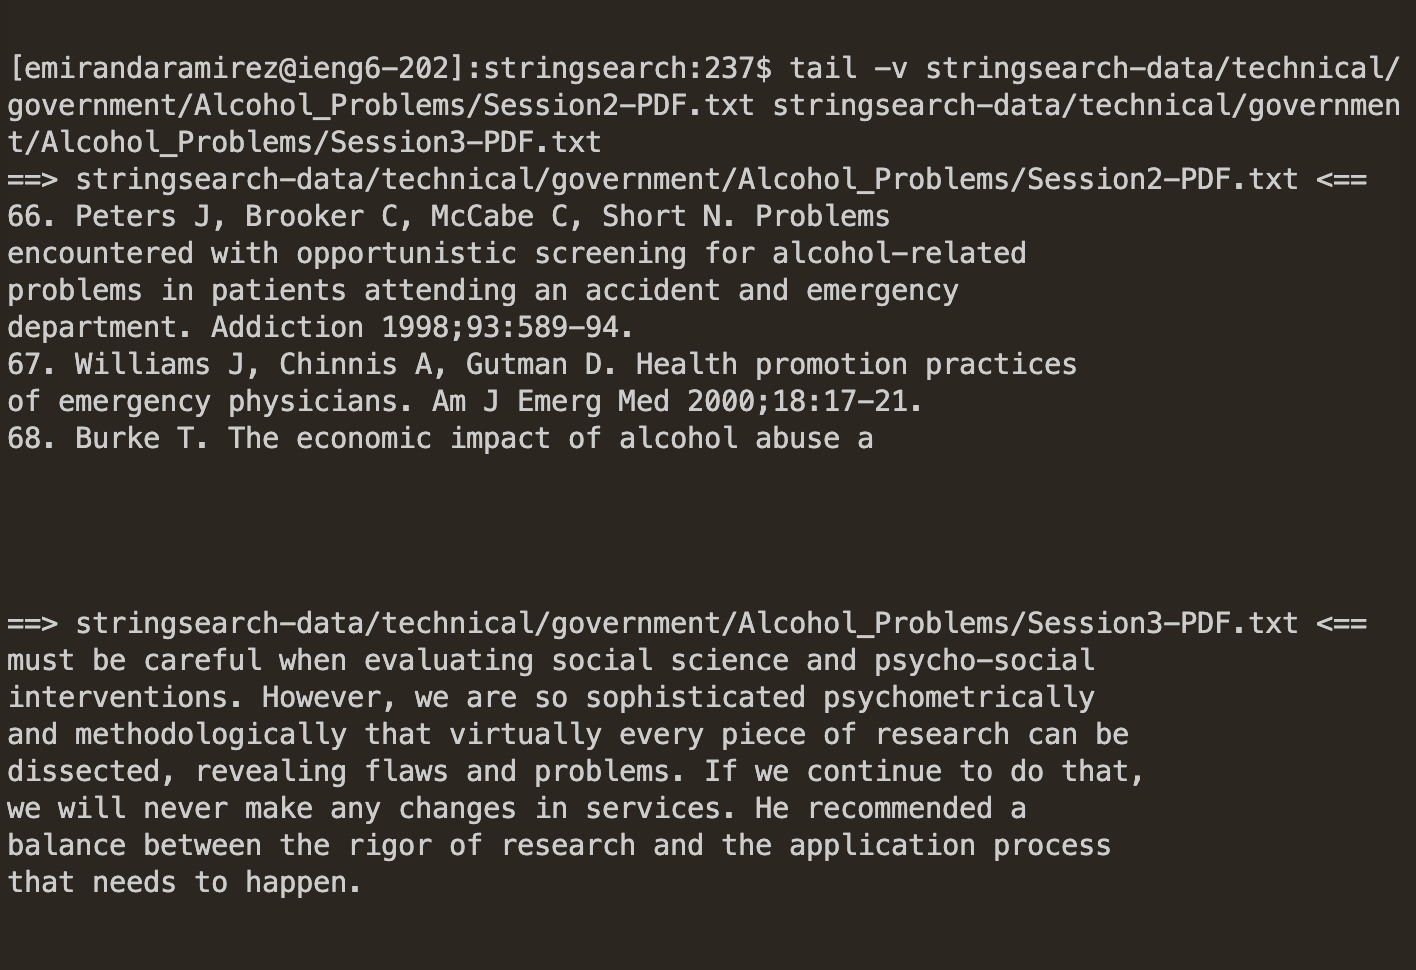 [emirandaramirez@ieng6-202]:stringsearch:237$ tail -v stringsearch-data/technical/
government/Alcohol_Problems/Session2-PDF.txt stringsearch-data/technical/governmen
t/Alcohol_Problems/Session3-PDF.txt
==> stringsearch-data/technical/government/Alcohol_Problems/Session2-PDF.txt <==
66. Peters J, Brooker C, McCabe C, Short N. Problems
encountered with opportunistic screening for alcohol-related
problems in patients attending an accident and emergency
department. Addiction 1998;93:589-94.
67. Williams J, Chinnis A, Gutman D. Health promotion practices
of emergency physicians. Am J Emerg Med 2000;18:17-21.
68. Burke T. The economic impact of alcohol abuse a
==> stringsearch-data/technical/government/Alcohol_Problems/Session3-PDF.txt <==
must be careful when evaluating social science and psycho-social
interventions. However, we are so sophisticated psychometrically
and methodologically that virtually every piece of research can be
dissected, revealing flaws and problems. If we continue to do that,
we will never make any changes in services. He recommended a
balance between the rigor of research and the application process
that needs to happen.